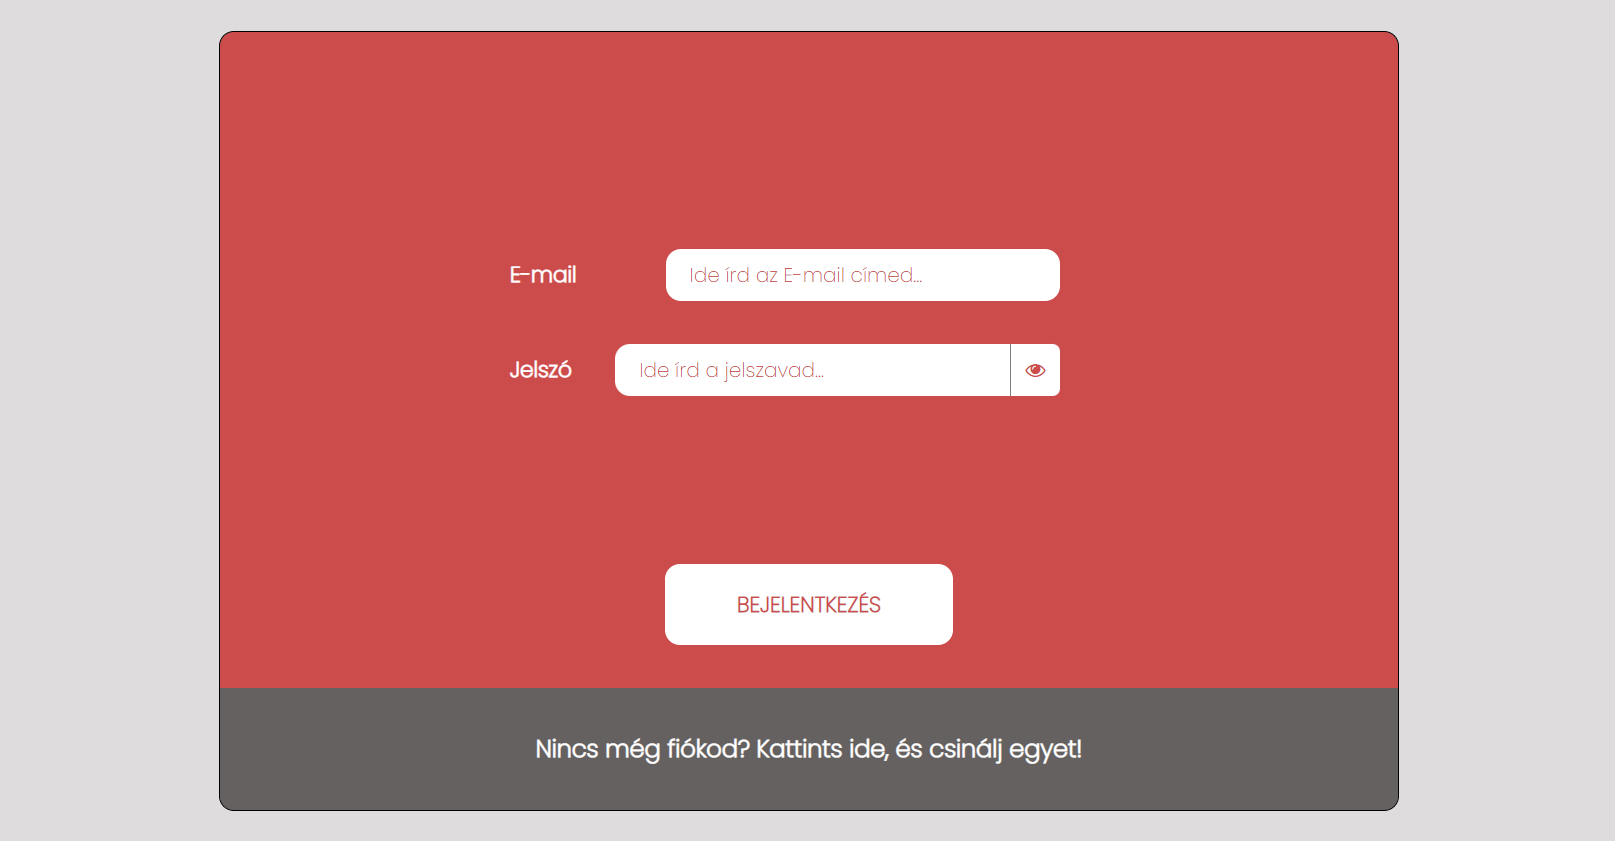 E-mail
Ide írd az E-mail címed...
Jelszó
Ide írd a jelszavad...
BEJELENTKEZÉS
Nincs még fiókod? Kattints ide, és csinálj egyet!